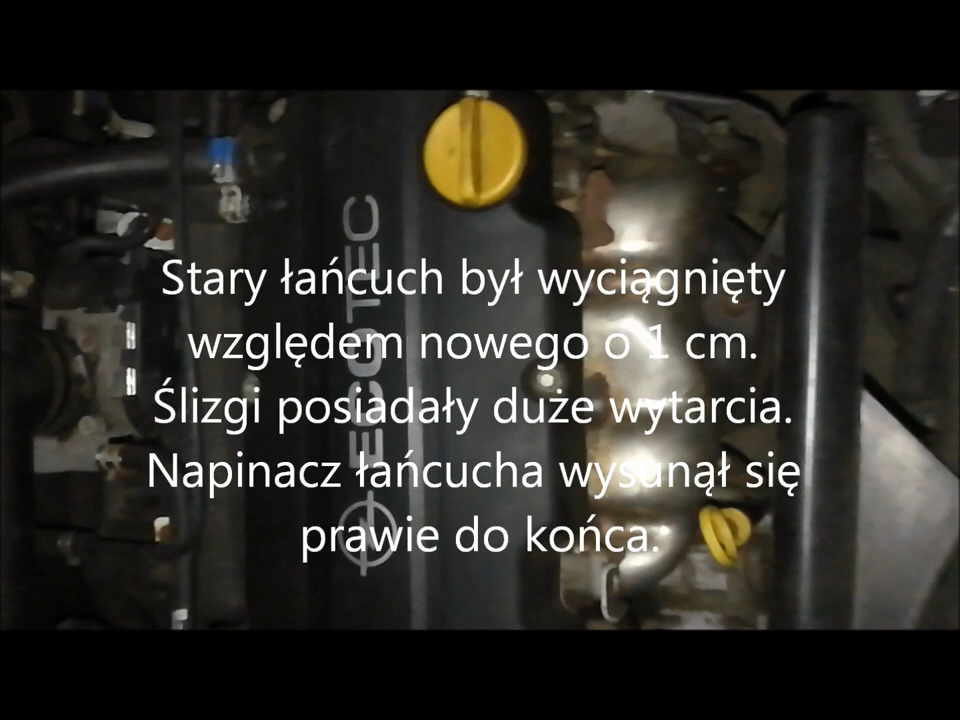 Stary łańcuch był wyciągnięty
względem nowego o 1 cm.
Ślizgi posiadały duże wytarcia.
Napinacz łańcucha wysunął się
prawie do końca.
ECOTEC